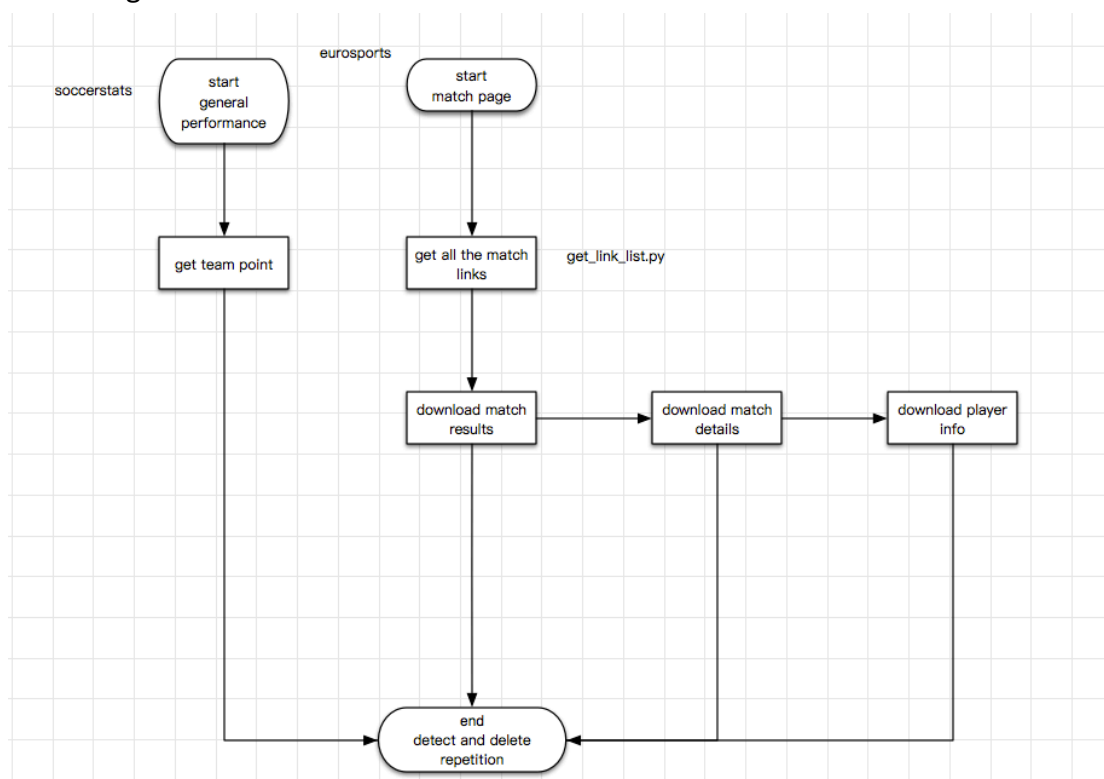 eurosports
soccerstats
start
general
performance
start
match page
get team point
get all the match
links
get_link_list.py
download match
results
download match
details
download player
info
end
detect and delete
repetition